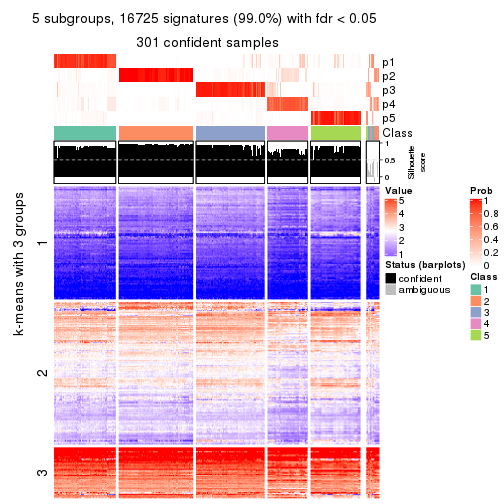 5 subgroups, 16725 signatures (99.0%) with fdr < 0.05
301 confident samples
p1
p2
p3
p4
p5
Class
1
0.5
0
Silhouette
score
k-means with 3 groups
1
2
3
Value
5
4
3
2
1
Status (barplots)
confident
ambiguous
Prob
1
0.8
0.6
0.4
0.2
0
Class
1
2
3
4
5